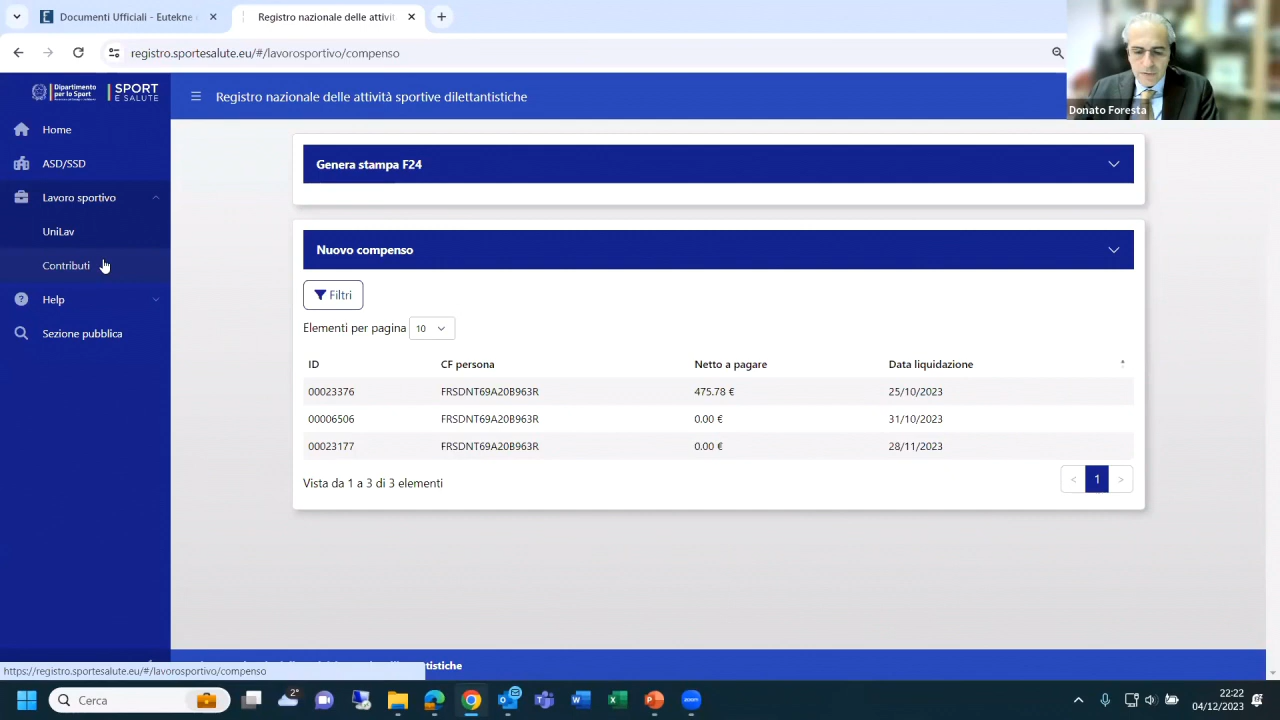 Documenti Ufficiali - Eutekne
Registro nazionale delle attivit
registro.sportesalute.eu/#/lavorosportivo/compenso
Donato Foresta
Dipartimento per lo Sport
SPORT E SALUTE
Registro nazionale delle attività sportive dilettantistiche
Home
ASD/SSD
Lavoro sportivo
UniLav
Contributi
Help
Sezione pubblica
Genera stampa F24
Nuovo compenso
Filtri
Elementi per pagina 10
ID CF persona Netto a pagare Data liquidazione
00023376 FRSDNT69A20B963R 475.78 € 25/10/2023
00006506 FRSDNT69A20B963R 0.00 € 31/10/2023
00023177 FRSDNT69A20B963R 0.00 € 28/11/2023
Vista da 1 a 3 di 3 elementi
< 1 >
https://registro.sportesalute.eu/#/lavorosportivo/compenso
Cerca
22:22
04/12/2023